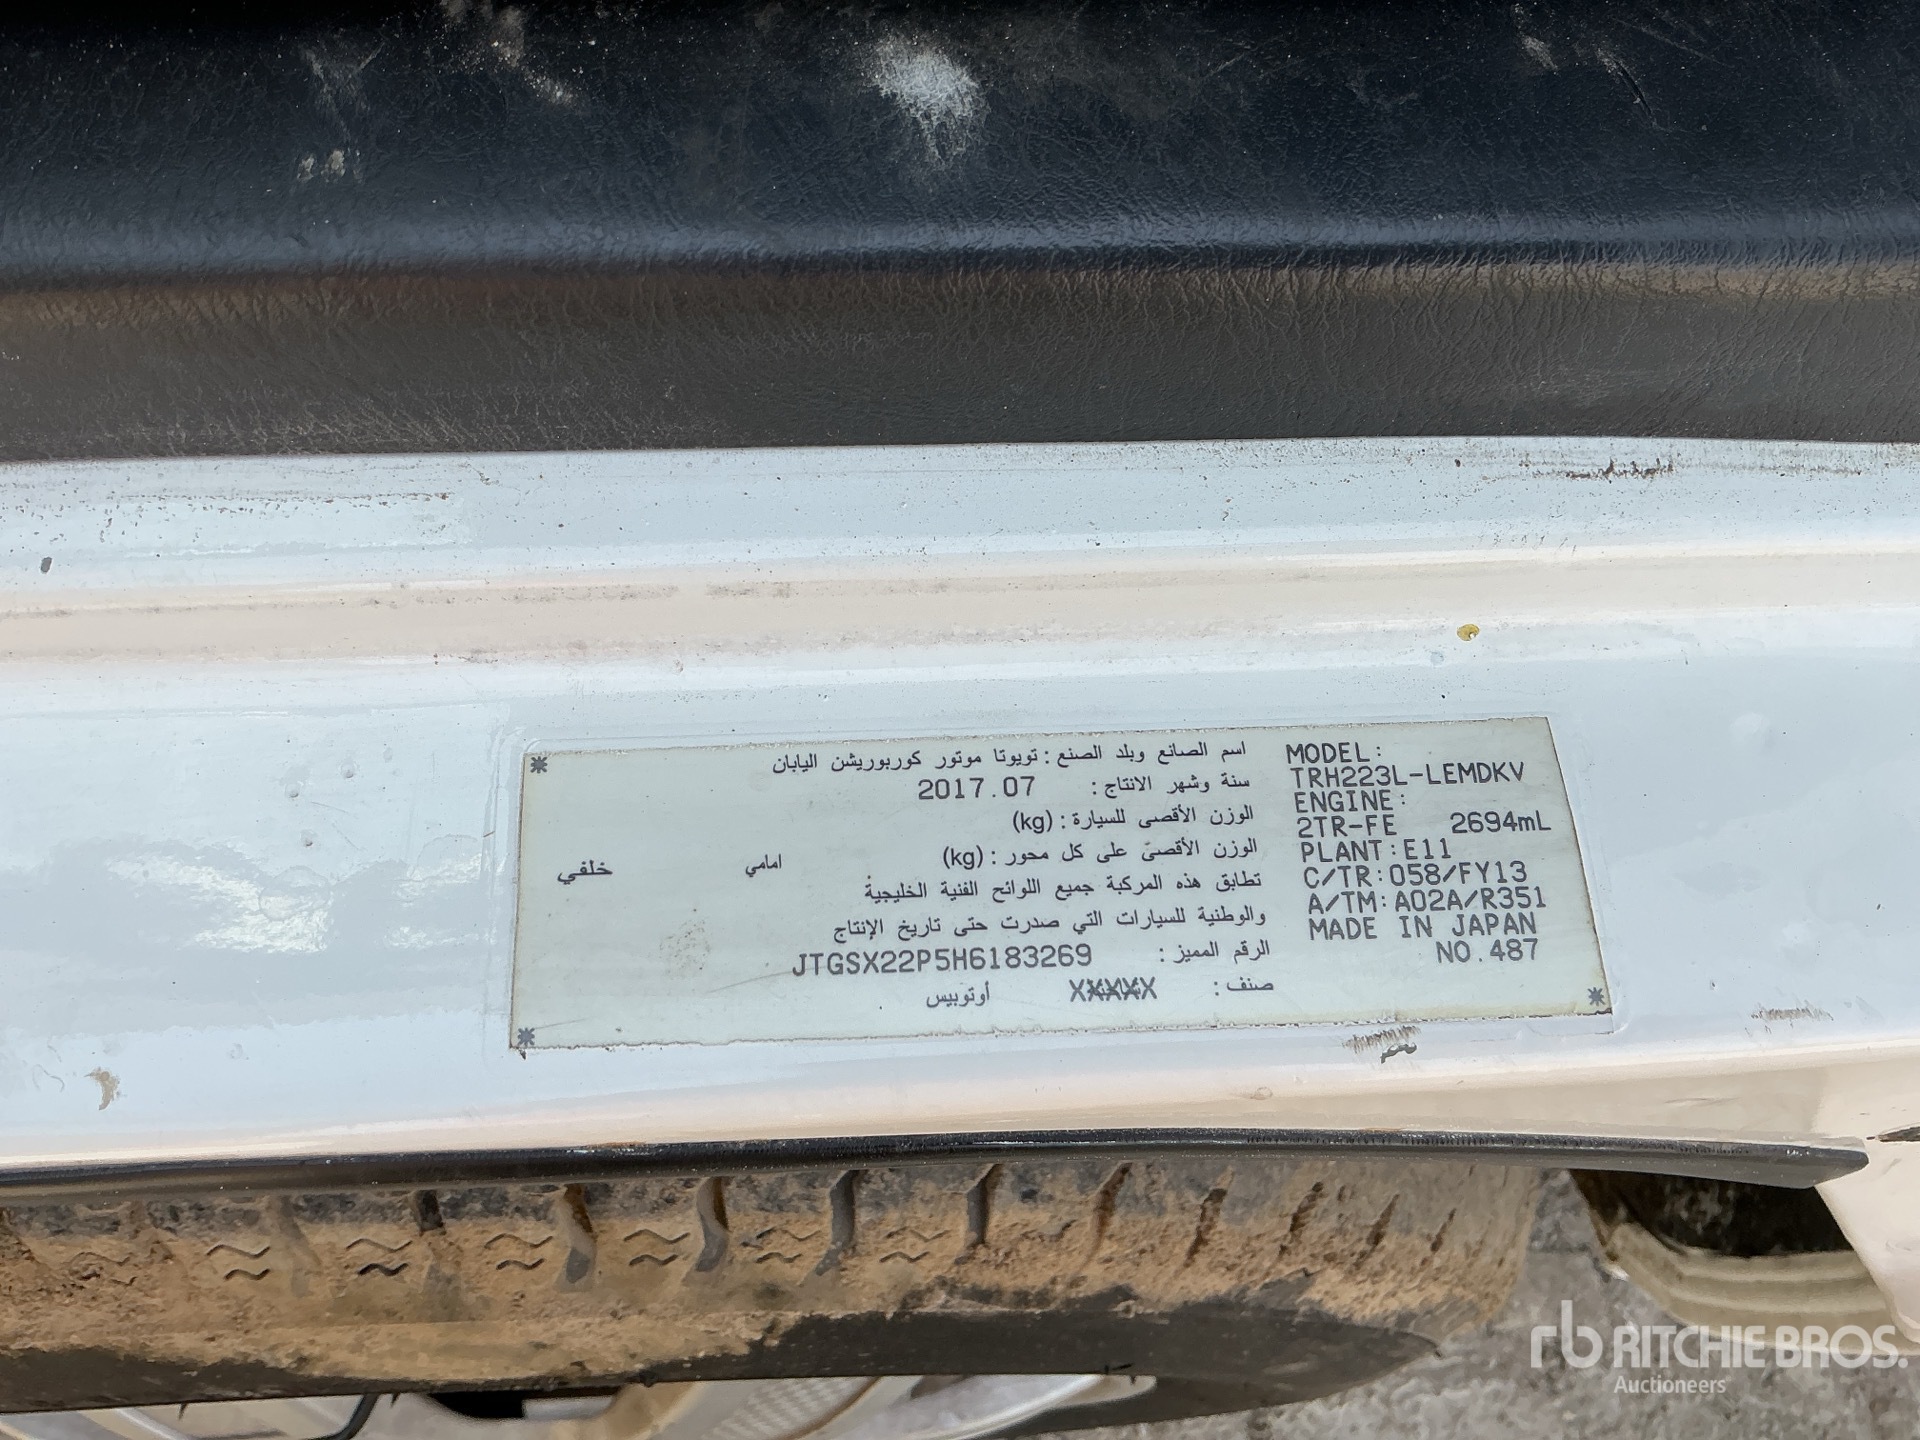 اسم الصانع وبلد الصنع : تويوتا موتور كوربوريشن اليابان
سنة وشهر الانتاج : 2017.07
الوزن الأقصى للسيارة : (kg)
الوزن الأقصىّ على كل محور : (kg) امامي خلفي
تطابق هذه المركبة جميع اللوائح الفنية الخليجية
والوطنية للسيارات التي صدرت حتى تاريخ الإنتاج
الرقم المميز : JTGSX22P5H6183269
صنف : XXXXX أوتوبيس
MODEL:
TRH223L-LEMDKV
ENGINE:
2TR-FE 2694mL
PLANT:E11
C/TR:058/FY13
A/TM:A02A/R351
MADE IN JAPAN
NO.487
rb RITCHIE BROS.
Auctioneers